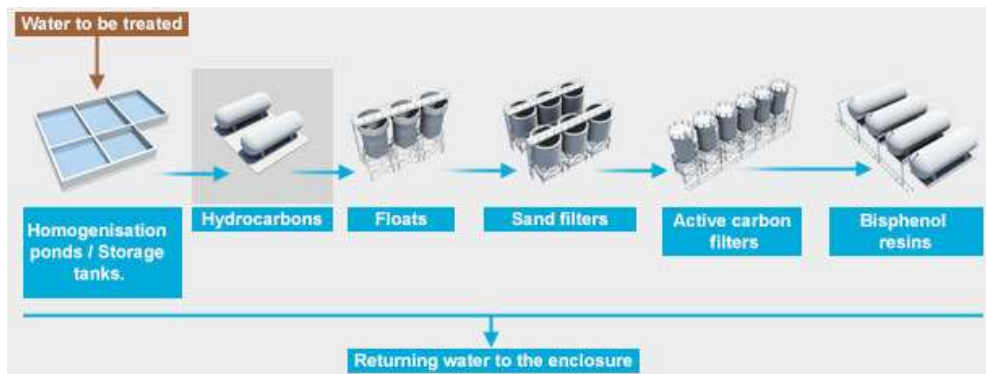 Water to be treated
Homogenisation
ponds / Storage
tanks.
Hydrocarbons
Floats
Sand filters
Active carbon
filters
Bisphenol
resins
Returning water to the enclosure